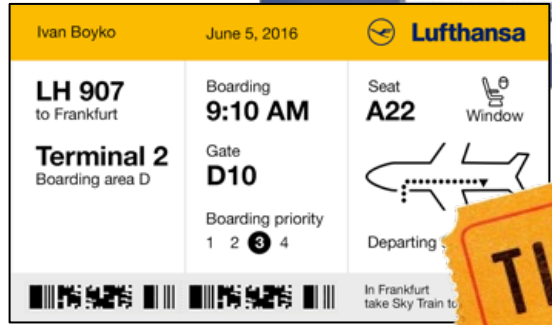 Ivan Boyko
June 5, 2016
Lufthansa
LH 907
to Frankfurt
Terminal 2
Boarding area D
Boarding
9:10 AM
Gate
D10
Boarding priority
1 2 3 4
Seat
A22
Window
Departing
In Frankfurt
take Sky Train to
TI